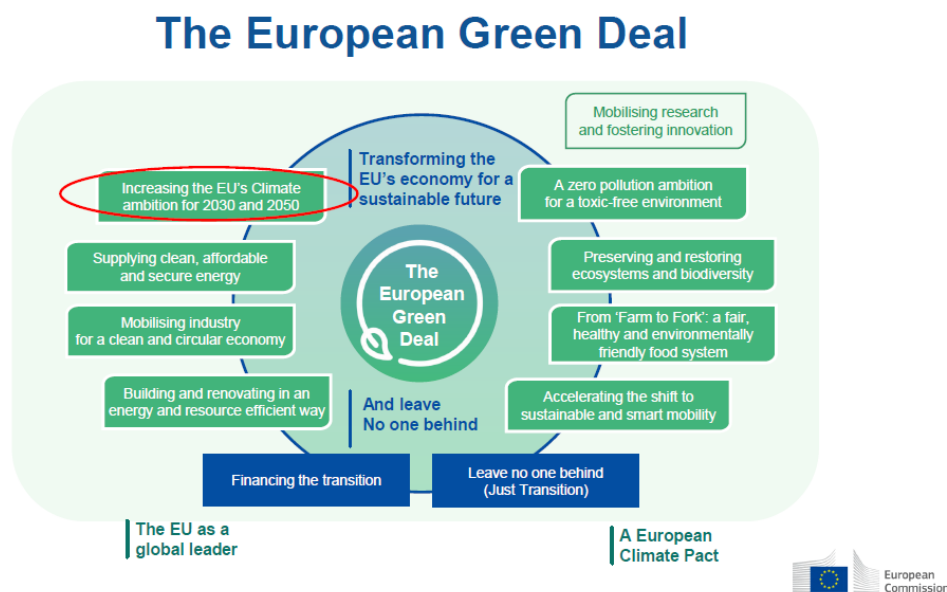 The European Green Deal
Mobilising research
and fostering innovation
Transforming the
EU's economy for a
sustainable future
Increasing the EU's Climate
ambition for 2030 and 2050
A zero pollution ambition
for a toxic-free environment
Supplying clean, affordable
and secure energy
Preserving and restoring
ecosystems and biodiversity
The
European
Green
Deal
Mobilising industry
for a clean and circular economy
From ‘Farm to Fork’: a fair,
healthy and environmentally
friendly food system
Building and renovating in an
energy and resource efficient way
And leave
No one behind
Accelerating the shift to
sustainable and smart mobility
Financing the transition
Leave no one behind
(Just Transition)
The EU as a
global leader
A European
Climate Pact
European
Commission